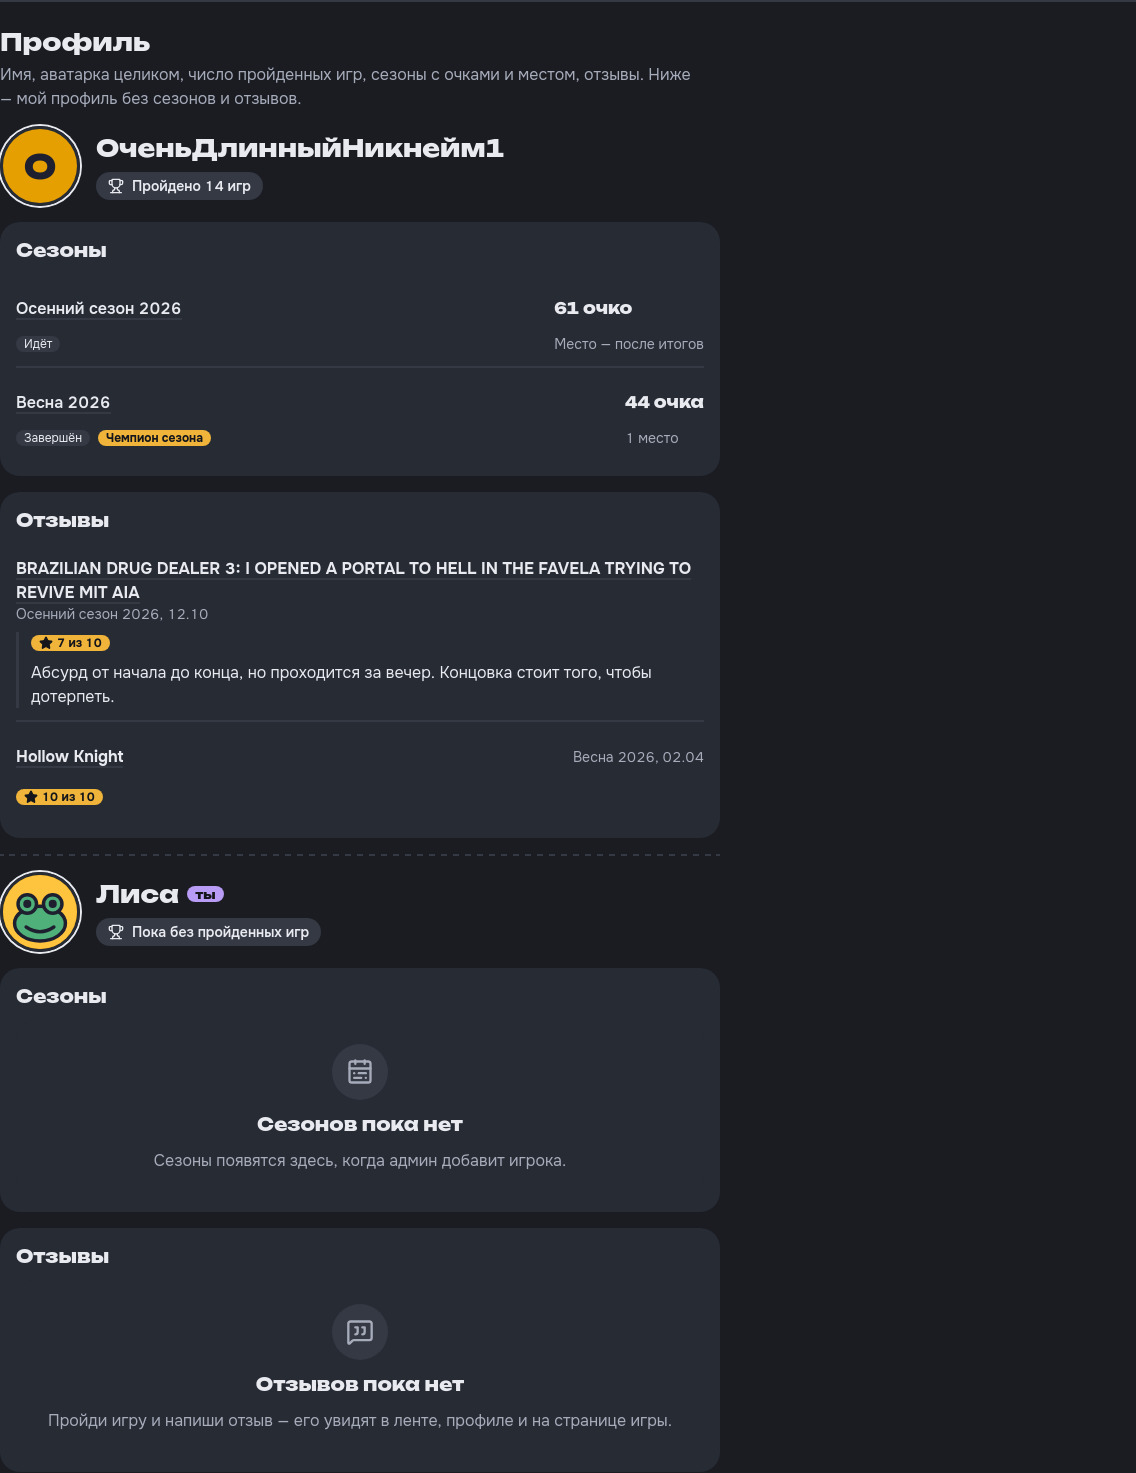 Профиль
Имя, аватарка целиком, число пройденных игр, сезоны с очками и местом, отзывы. Ниже
— мой профиль без сезонов и отзывов.
О
ОченьДлинныйНикнейм1
Пройдено 14 игр
Сезоны
Осенний сезон 2026
61 очко
Идёт
Место — после итогов
Весна 2026
44 очка
Завершён
Чемпион сезона
1 место
Отзывы
BRAZILIAN DRUG DEALER 3: I OPENED A PORTAL TO HELL IN THE FAVELA TRYING TO
REVIVE MIT AIA
Осенний сезон 2026, 12.10
7 из 10
Абсурд от начала до конца, но проходится за вечер. Концовка стоит того, чтобы
дотерпеть.
Hollow Knight
Весна 2026, 02.04
10 из 10
Лиса
ты
Пока без пройденных игр
Сезоны
Сезонов пока нет
Сезоны появятся здесь, когда админ добавит игрока.
Отзывы
Отзывов пока нет
Пройди игру и напиши отзыв — его увидят в ленте, профиле и на странице игры.